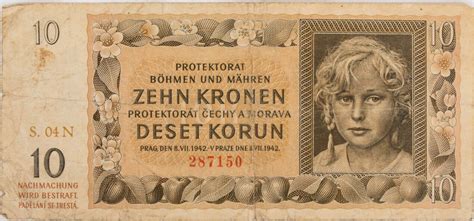 10
10
PROTEKTORAT
BÖHMEN UND MÄHREN
ZEHN KRONEN
PROTEKTORÁT ČECHY A MORAVA
DESET KORUN
PRAG, DEN 8. VII. 1942. • V PRAZE DNE 8. VII. 1942.
S. 04 N
287150
10
10
NACHMACHUNG
WIRD BESTRAFT.
PADĚLÁNÍ SE TRESTÁ.